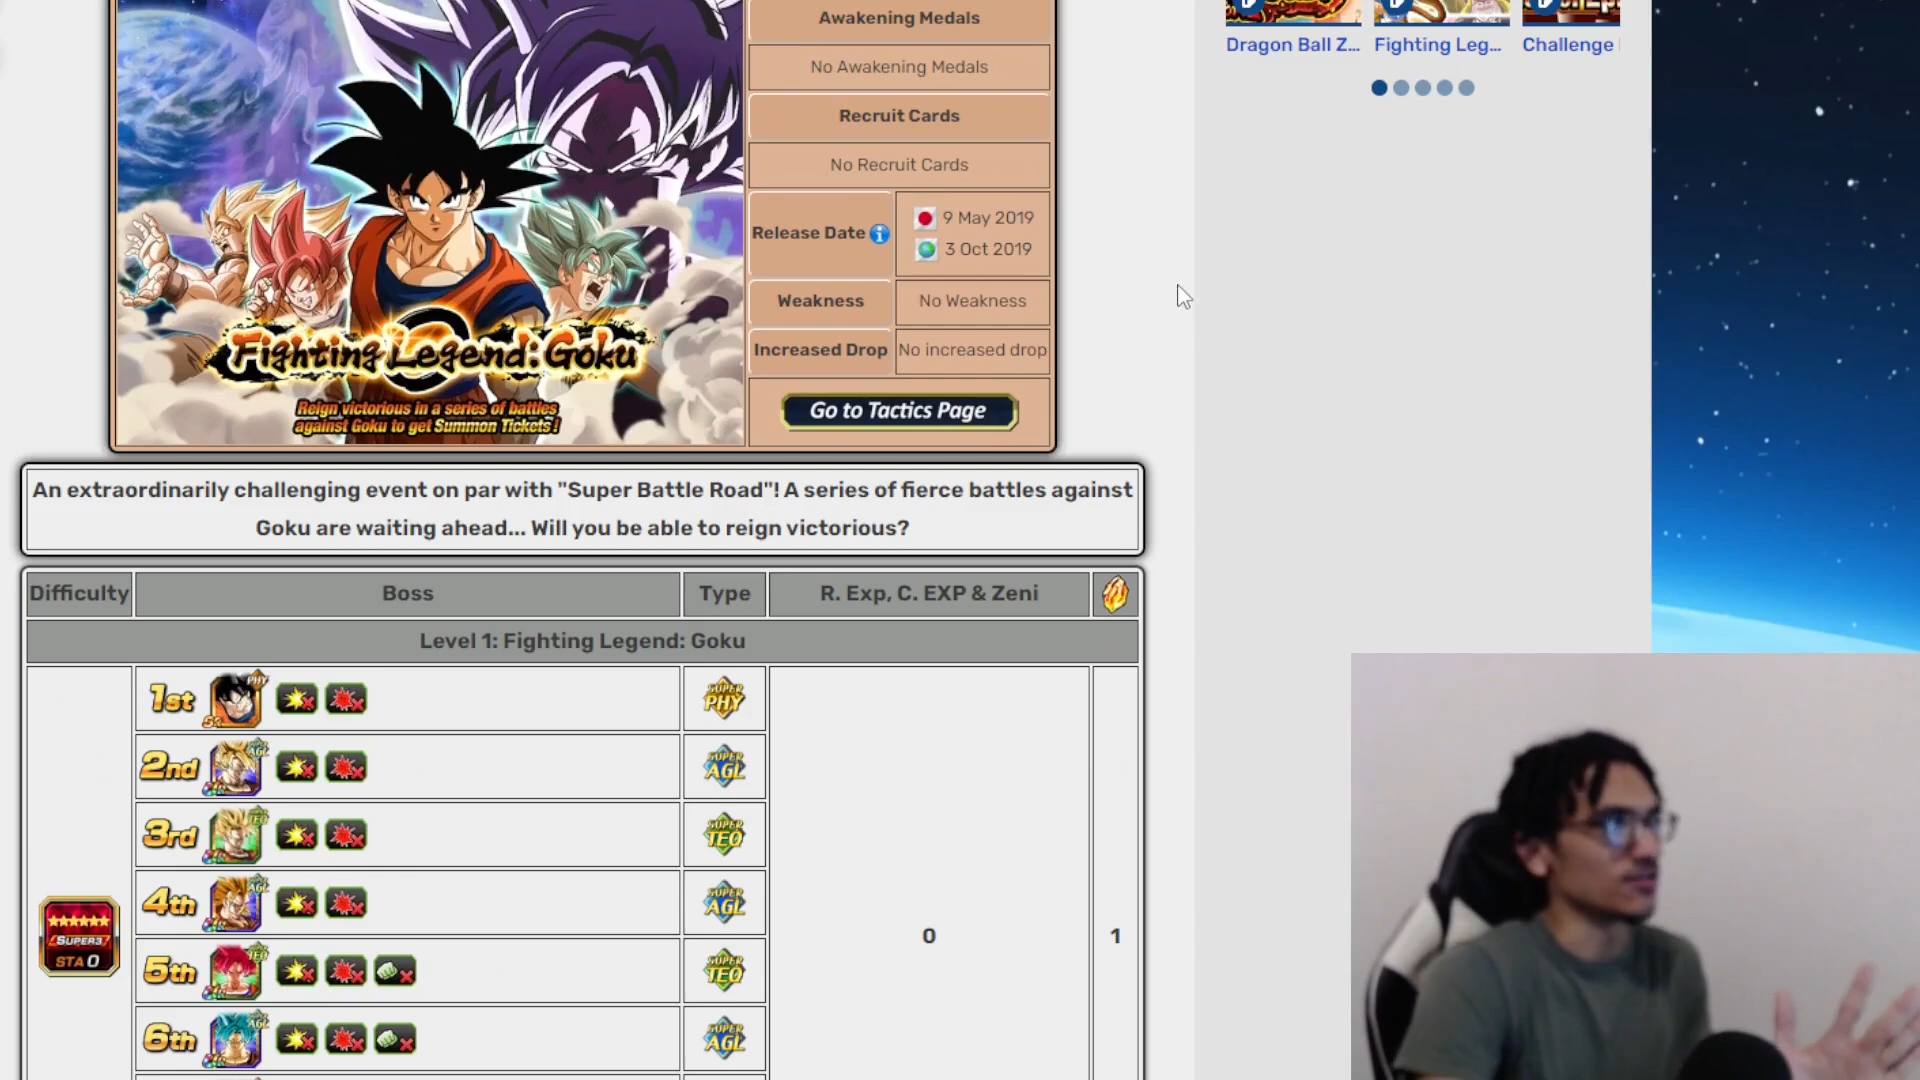 Awakening Medals
No Awakening Medals
Recruit Cards
No Recruit Cards
Release Date
9 May 2019
3 Oct 2019
Weakness
No Weakness
Increased Drop
No increased drop
Go to Tactics Page
Fighting Legend: Goku
Reign victorious in a series of battles
against Goku to get Summon Tickets!
Dragon Ball Z...
Fighting Leg...
Challenge
An extraordinarily challenging event on par with "Super Battle Road"! A series of fierce battles against
Goku are waiting ahead... Will you be able to reign victorious?
Difficulty Boss Type R. Exp, C. EXP & Zeni
Level 1: Fighting Legend: Goku
1st PHY SUPER PHY
2nd SUPER AGL
3rd SUPER TEQ
4th SUPER AGL
5th SUPER TEQ
6th SUPER AGL
SUPER3
STA 0
0
1